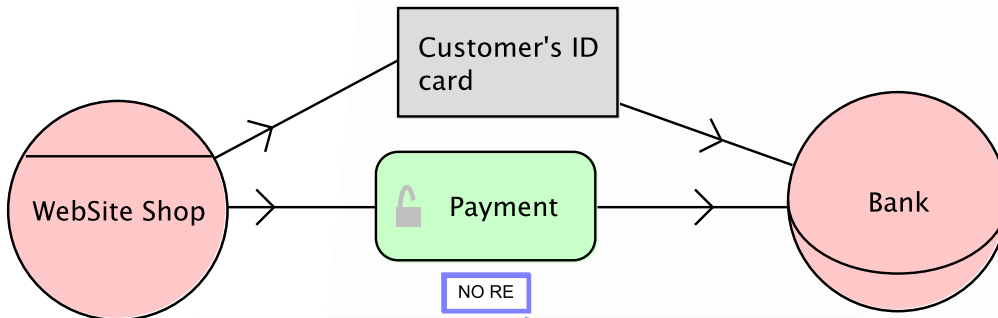 Customer's ID
card
WebSite Shop
Payment
Bank
NO RE